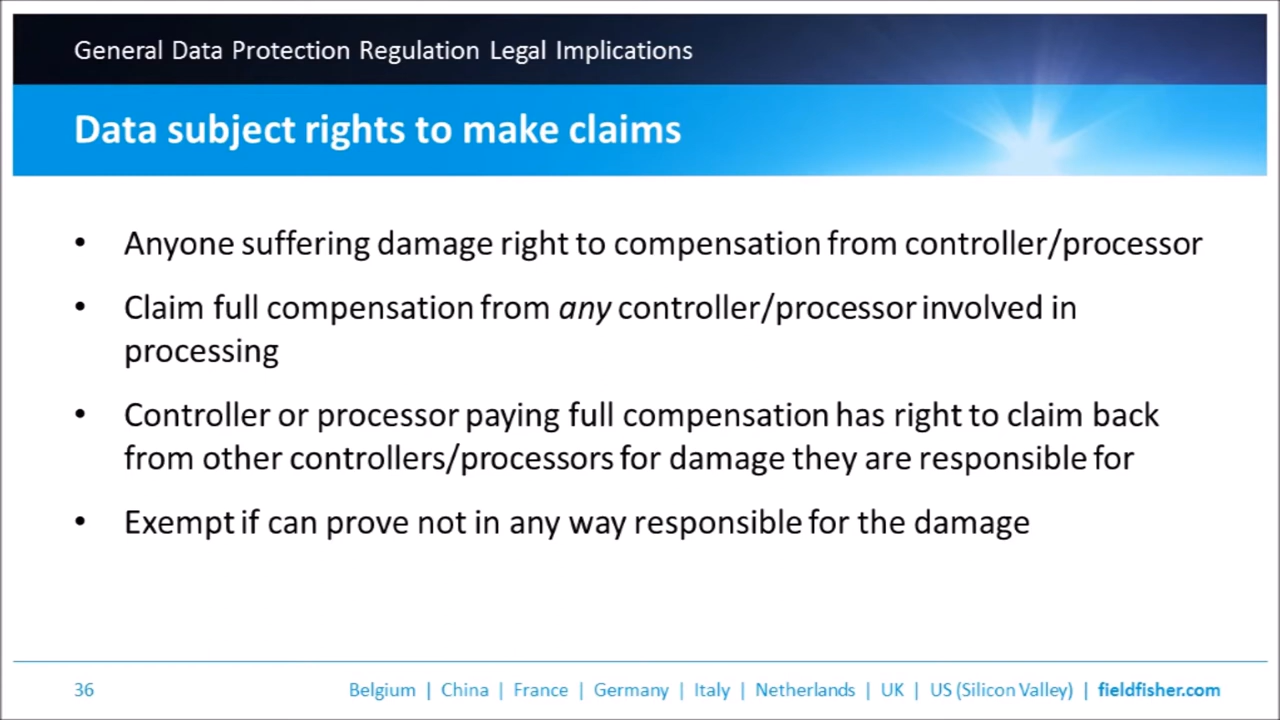 General Data Protection Regulation Legal Implications
Data subject rights to make claims
• Anyone suffering damage right to compensation from controller/processor
• Claim full compensation from any controller/processor involved in
processing
• Controller or processor paying full compensation has right to claim back
from other controllers/processors for damage they are responsible for
• Exempt if can prove not in any way responsible for the damage
36 Belgium | China | France | Germany | Italy | Netherlands | UK | US (Silicon Valley) | fieldfisher.com